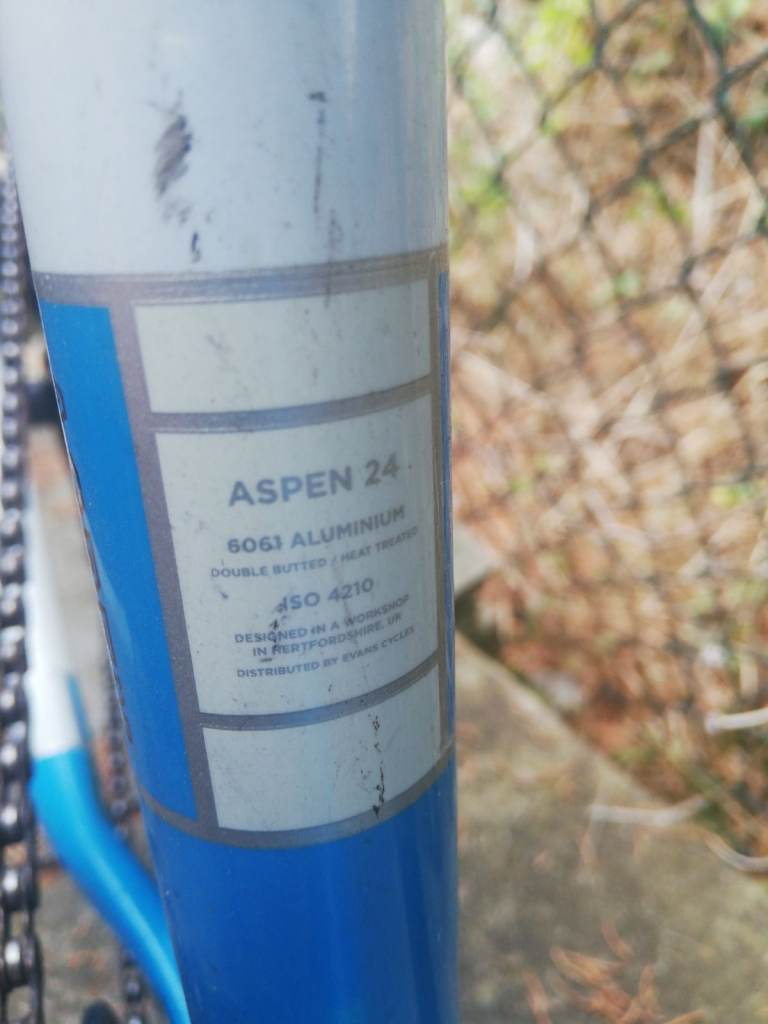 ASPEN 24
6061 ALUMINIUM
DOUBLE BUTTED / HEAT TREATED
ISO 4210
DESIGNED IN A WORKSHOP
IN HERTFORDSHIRE, UK
DISTRIBUTED BY EVANS CYCLES